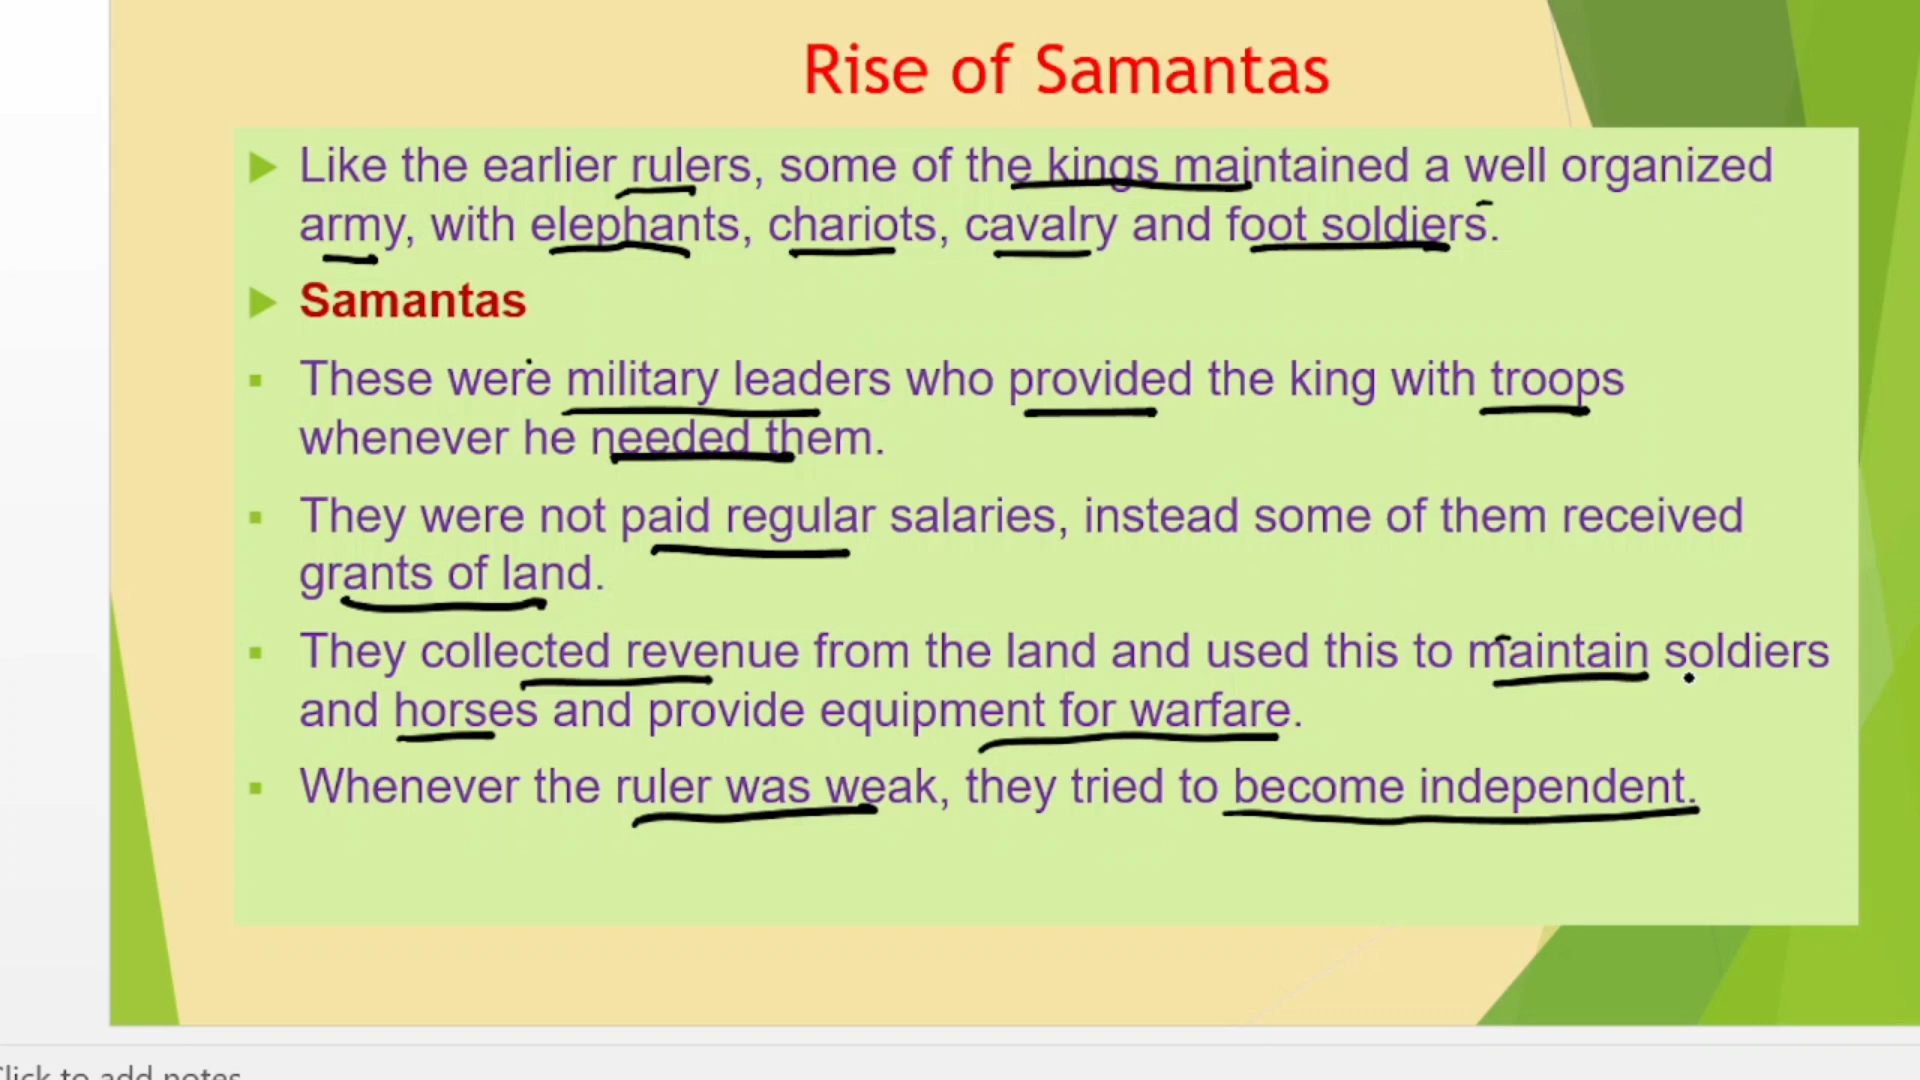 Rise of Samantas
Like the earlier rulers, some of the kings maintained a well organized
army, with elephants, chariots, cavalry and foot soldiers.
Samantas
These were military leaders who provided the king with troops
whenever he needed them.
They were not paid regular salaries, instead some of them received
grants of land.
They collected revenue from the land and used this to maintain soldiers
and horses and provide equipment for warfare.
Whenever the ruler was weak, they tried to become independent.
Click to add notes